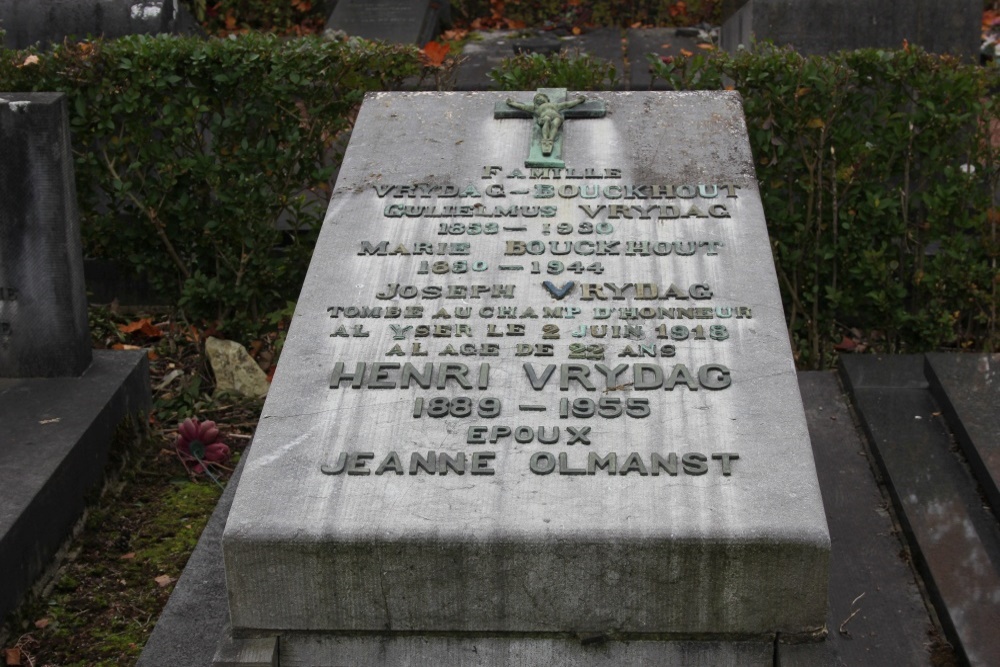 FAMILLE
VRYDAG-BOUCKHOUT
GULIELMUS VRYDAG
1853 - 1930
MARIE BOUCKHOUT
1860 - 1944
JOSEPH VRYDAG
TOMBE AU CHAMP D'HONNEUR
AL YSER LE 2 JUIN 1918
AL AGE DE 22 ANS
HENRI VRYDAG
1889 - 1955
EPOUX
JEANNE OLMANST